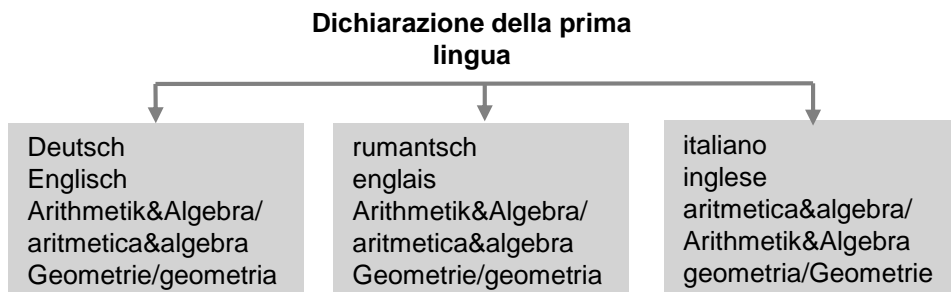 Dichiarazione della prima
lingua
Deutsch
Englisch
Arithmetik&Algebra/
aritmetica&algebra
Geometrie/geometria
rumantsch
englais
Arithmetik&Algebra/
aritmetica&algebra
Geometrie/geometria
italiano
inglese
aritmetica&algebra/
Arithmetik&Algebra
geometria/Geometrie